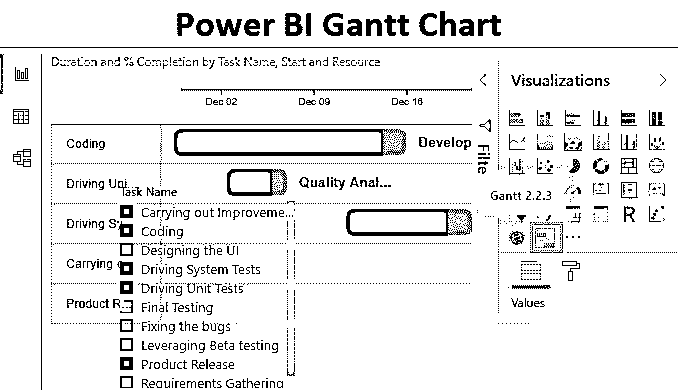 Power BI Gantt Chart
Duration and % Completion by Task Name, Start and Resource
Dec 02
Dec 09
Dec 16
Coding
Develop
Driving Uni
Quality Anal...
Driving Sy
Carrying
Product R...
Task Name
Carrying out Improveme...
Coding
Designing the UI
Driving System Tests
Driving Unit Tests
Final Testing
Fixing the bugs
Leveraging Beta testing
Product Release
Requirements Gathering
Filte
Visualizations
Gantt 2.2.3
R
...
Values